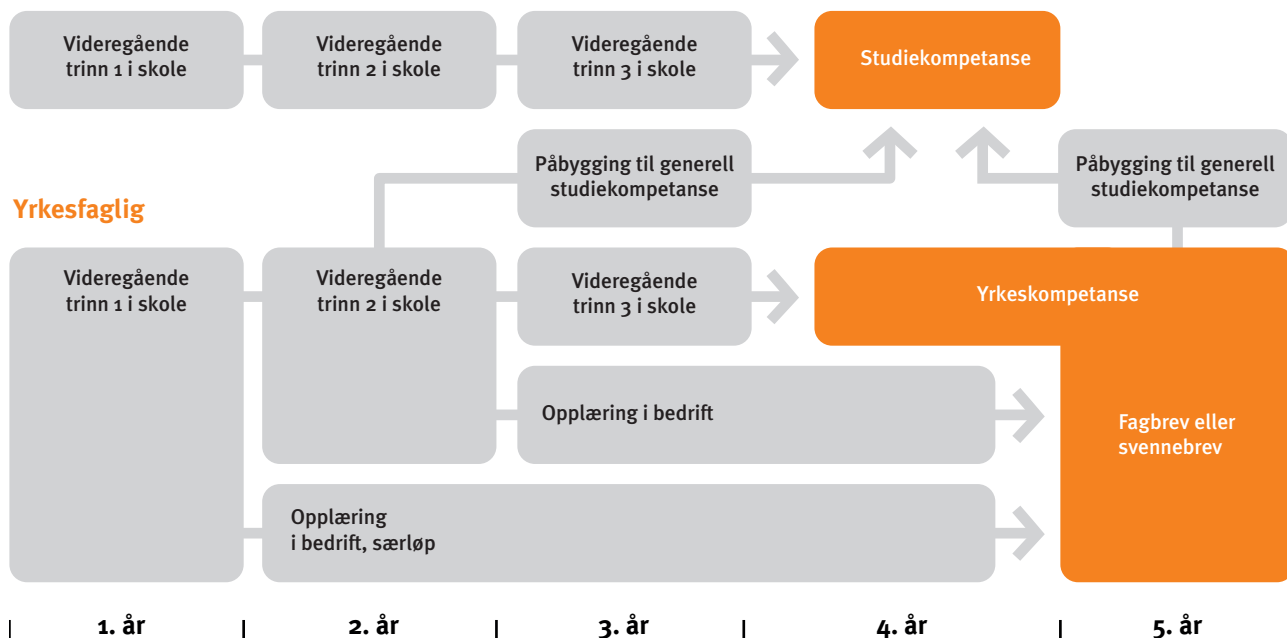 Videregående
trinn 1 i skole
Videregående
trinn 2 i skole
Videregående
trinn 3 i skole
Studiekompetanse
Påbygging til generell
studiekompetanse
Påbygging til generell
studiekompetanse
Yrkesfaglig
Videregående
trinn 1 i skole
Videregående
trinn 2 i skole
Videregående
trinn 3 i skole
Yrkeskompetanse
Opplæring i bedrift
Fagbrev eller
svennebrev
Opplæring
i bedrift, særløp
1. år
2. år
3. år
4. år
5. år